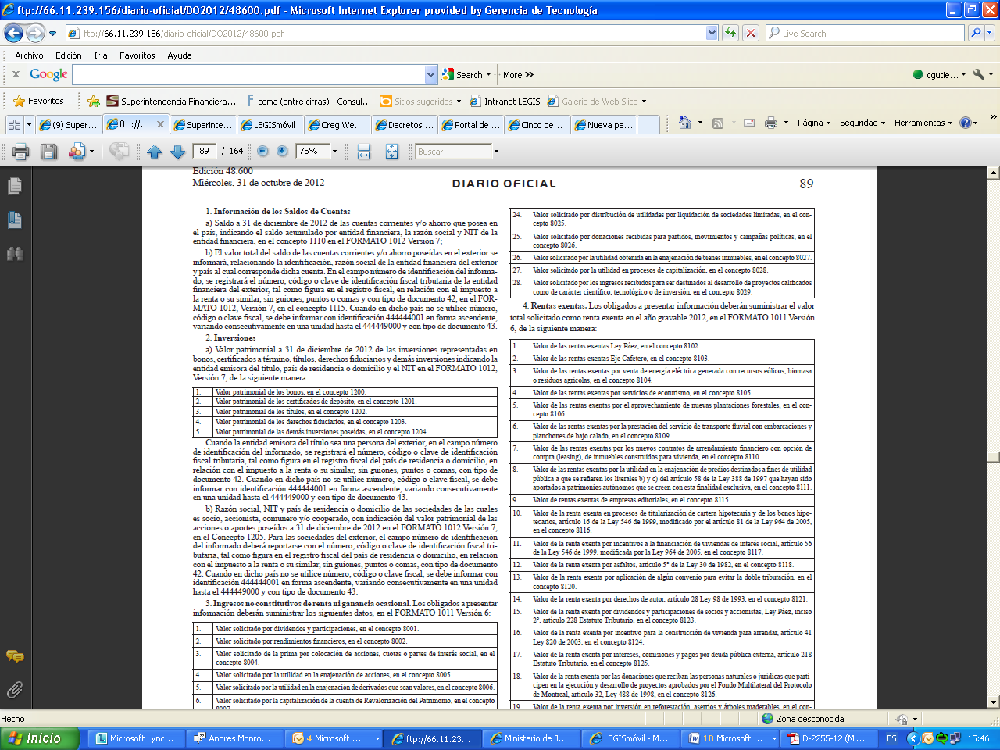 ftp://66.11.239.156/diario-oficial/DO2012/48600.pdf - Microsoft Internet Explorer provided by Gerencia de Tecnología
ftp://66.11.239.156/diario-oficial/DO2012/48600.pdf
Live Search
Archivo Edición Ir a Favoritos Ayuda
x Google Search More >> cgutie...
Favoritos Superintendencia Financiera... coma (entre cifras) - Consul... Sitios sugeridos Intranet LEGIS Galería de Web Slice
(9) Super... ftp://... X Superinte... LEGISmóvil Creg We... Decretos ... Portal de ... Cinco de... Nueva pe... Página Seguridad Herramientas >>
89 / 164 75% Buscar
Edición 48.600
Miércoles, 31 de octubre de 2012 DIARIO OFICIAL 89
1. Información de los Saldos de Cuentas
a) Saldo a 31 de diciembre de 2012 de las cuentas corrientes y/o ahorro que posea en
el país, indicando el saldo acumulado por entidad financiera, la razón social y NIT de la
entidad financiera, en el concepto 1110 en el FORMATO 1012 Versión 7;
b) El valor total del saldo de las cuentas corrientes y/o ahorro poseídas en el exterior se
informará, relacionando la identificación, razón social de la entidad financiera del exterior
y país al cual corresponde dicha cuenta. En el campo número de identificación del informa-
do, se registrará el número, código o clave de identificación fiscal tributaria de la entidad
financiera del exterior, tal como figura en el registro fiscal, en relación con el impuesto a
la renta o su similar, sin guiones, puntos o comas y con tipo de documento 42, en el FOR-
MATO 1012, Versión 7, en el concepto 1115. Cuando en dicho país no se utilice número,
código o clave fiscal, se debe informar con identificación 444444001 en forma ascendente,
variando consecutivamente en una unidad hasta el 444449000 y con tipo de documento 43.
2. Inversiones
a) Valor patrimonial a 31 de diciembre de 2012 de las inversiones representadas en
bonos, certificados a término, títulos, derechos fiduciarios y demás inversiones indicando la
entidad emisora del título, país de residencia o domicilio y el NIT en el FORMATO 1012,
Versión 7, de la siguiente manera:
1. Valor patrimonial de los bonos, en el concepto 1200.
2. Valor patrimonial de los certificados de depósito, en el concepto 1201.
3. Valor patrimonial de los títulos, en el concepto 1202.
4. Valor patrimonial de los derechos fiduciarios, en el concepto 1203.
5. Valor patrimonial de las demás inversiones poseídas, en el concepto 1204.
Cuando la entidad emisora del título sea una persona del exterior, en el campo número
de identificación del informado, se registrará el número, código o clave de identificación
fiscal tributaria, tal como figura en el registro fiscal del país de residencia o domicilio, en
relación con el impuesto a la renta o su similar, sin guiones, puntos o comas, con tipo de
documento 42. Cuando en dicho país no se utilice número, código o clave fiscal, se debe
informar con identificación 444444001 en forma ascendente, variando consecutivamente
en una unidad hasta el 444449000 y con tipo de documento 43.
b) Razón social, NIT y país de residencia o domicilio de las sociedades de las cuales
es socio, accionista, comunero y/o cooperado, con indicación del valor patrimonial de las
acciones o aportes poseídos a 31 de diciembre de 2012 en el FORMATO 1012 Versión 7,
en el Concepto 1205. Para las sociedades del exterior, el campo número de identificación
del informado deberá reportarse con el número, código o clave de identificación fiscal tri-
butaria, tal como figura en el registro fiscal del país de residencia o domicilio, en relación
con el impuesto a la renta o su similar, sin guiones, puntos o comas, con tipo de documento
42. Cuando en dicho país no se utilice número, código o clave fiscal, se debe informar con
identificación 444444001 en forma ascendente, variando consecutivamente en una unidad
hasta el 444449000 y con tipo de documento 43.
3. Ingresos no constitutivos de renta ni ganancia ocasional. Los obligados a presentar
información deberán suministrar los siguientes datos, en el FORMATO 1011 Versión 6:
1. Valor solicitado por dividendos y participaciones, en el concepto 8001.
2. Valor solicitado por rendimientos financieros, en el concepto 8002.
3. Valor solicitado de la prima por colocación de acciones, cuotas o partes de interés social, en el
concepto 8004.
4. Valor solicitado por la utilidad en la enajenación de acciones, en el concepto 8005.
5. Valor solicitado por la utilidad en la enajenación de derivados que sean valores, en el concepto 8006.
6. Valor solicitado por la capitalización de la cuenta de Revalorización del Patrimonio, en el concepto
8007.
24. Valor solicitado por distribución de utilidades por liquidación de sociedades limitadas, en el con-
cepto 8025.
25. Valor solicitado por donaciones recibidas para partidos, movimientos y campañas políticas, en el
concepto 8026.
26. Valor solicitado por la utilidad obtenida en la enajenación de bienes inmuebles, en el concepto 8027.
27. Valor solicitado por la utilidad en procesos de capitalización, en el concepto 8028.
28. Valor solicitado por los ingresos recibidos para ser destinados al desarrollo de proyectos calificados
como de carácter científico, tecnológico o de inversión, en el concepto 8029.
4. Rentas exentas. Los obligados a presentar información deberán suministrar el valor
total solicitado como renta exenta en el año gravable 2012, en el FORMATO 1011 Versión
6, de la siguiente manera:
1. Valor de las rentas exentas Ley Páez, en el concepto 8102.
2. Valor de las rentas exentas Eje Cafetero, en el concepto 8103.
3. Valor de las rentas exentas por venta de energía eléctrica generada con recursos eólicos, biomasa
o residuos agrícolas, en el concepto 8104.
4. Valor de las rentas exentas por servicios de ecoturismo, en el concepto 8105.
5. Valor de las rentas exentas por el aprovechamiento de nuevas plantaciones forestales, en el con-
cepto 8106.
6. Valor de las rentas exentas por la prestación del servicio de transporte fluvial con embarcaciones y
planchones de bajo calado, en el concepto 8109.
7. Valor de las rentas exentas por los nuevos contratos de arrendamiento financiero con opción de
compra (leasing), de inmuebles construidos para vivienda, en el concepto 8110.
8. Valor de las rentas exentas por la utilidad en la enajenación de predios destinados a fines de utilidad
pública a que se refieren los literales b) y c) del artículo 58 de la Ley 388 de 1997 que hayan sido
aportados a patrimonios autónomos que se creen con esta finalidad exclusiva, en el concepto 8111.
9. Valor de rentas exentas de empresas editoriales, en el concepto 8115.
10. Valor de la renta exenta en procesos de titularización de cartera hipotecaria y de los bonos hipo-
tecarios, artículo 16 de la Ley 546 de 1999, modificado por el artículo 81 de la Ley 964 de 2005,
en el concepto 8116.
11. Valor de la renta exenta por incentivos a la financiación de viviendas de interés social, artículo 56
de la Ley 546 de 1999, modificada por la Ley 964 de 2005, en el concepto 8117.
12. Valor de la renta exenta por asfaltos, artículo 5° de la Ley 30 de 1982, en el concepto 8118.
13. Valor de la renta exenta por aplicación de algún convenio para evitar la doble tributación, en el
concepto 8120.
14. Valor de la renta exenta por derechos de autor, artículo 28 Ley 98 de 1993, en el concepto 8121.
15. Valor de la renta exenta por dividendos y participaciones de socios y accionistas, Ley Páez, inciso
2°, artículo 228 Estatuto Tributario, en el concepto 8123.
16. Valor de la renta exenta por incentivo para la construcción de vivienda para arrendar, artículo 41
Ley 820 de 2003, en el concepto 8124.
17. Valor de la renta exenta por intereses, comisiones y pagos por deuda pública externa, artículo 218
Estatuto Tributario, en el concepto 8125.
18. Valor de la renta exenta por las donaciones que reciban las personas naturales o jurídicas que parti-
cipen en la ejecución y desarrollo de proyectos aprobados por el Fondo Multilateral del Protocolo
de Montreal, artículo 32, Ley 488 de 1998, en el concepto 8126.
19. Valor de la renta exenta por inversión en reforestación, aserríos y árboles maderables, en el con-
Hecho Zona desconocida
Inicio Microsoft Lync... Andres Monro... 4 Microsoft ... ftp://66.11.23... Ministerio de J... LEGISmóvil - M... 10 Microsoft ... D-2255-12 (Mi... ES 15:46